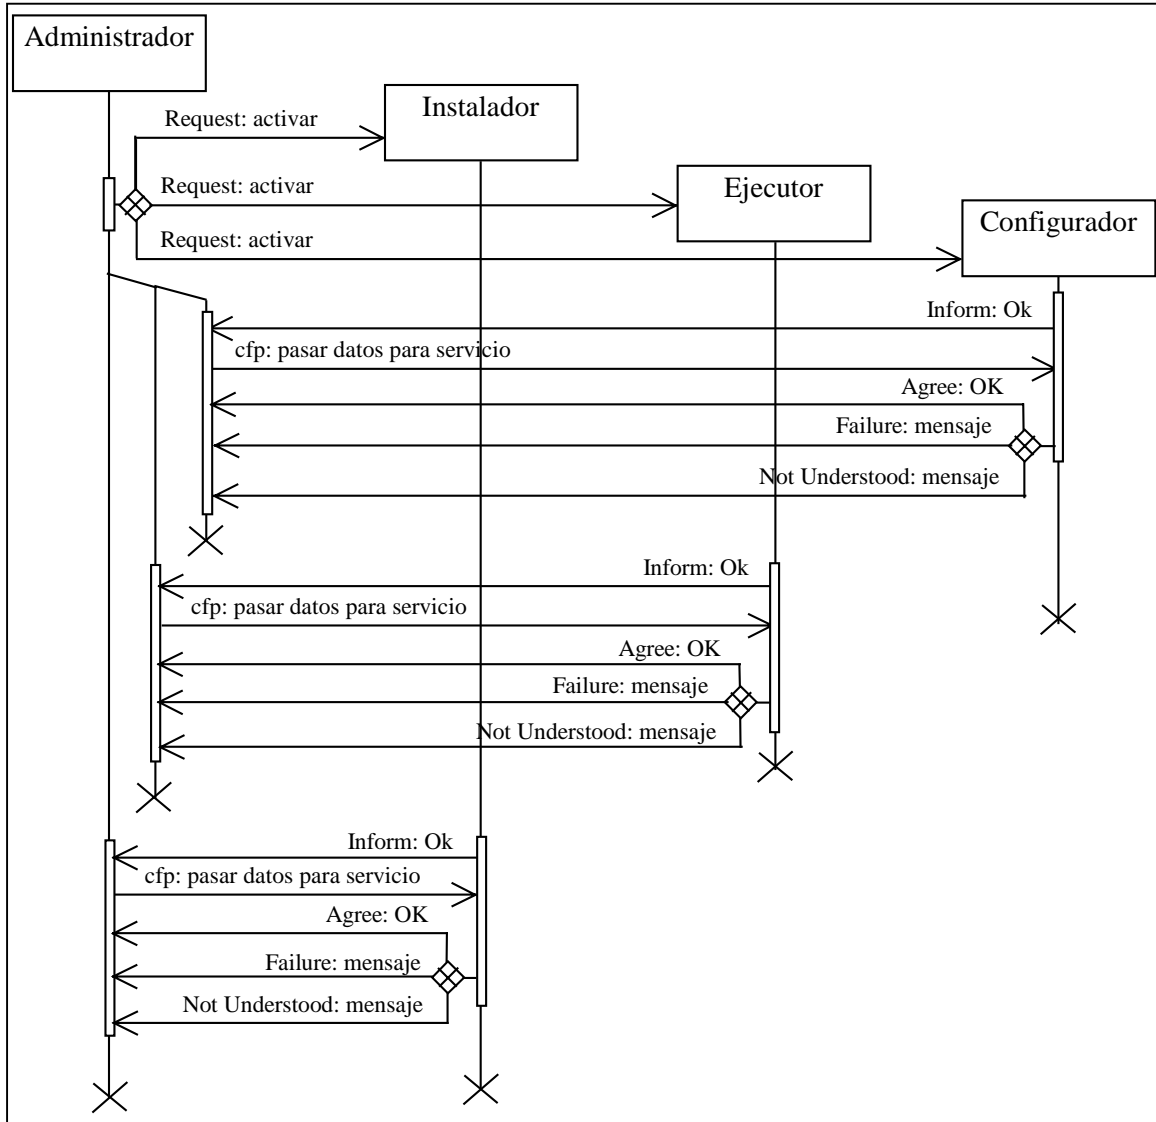 Administrador
Instalador
Request: activar
Request: activar
Ejecutor
Configurador
Request: activar
Inform: Ok
cfp: pasar datos para servicio
Agree: OK
Failure: mensaje
Not Understood: mensaje
Inform: Ok
cfp: pasar datos para servicio
Agree: OK
Failure: mensaje
Not Understood: mensaje
Inform: Ok
cfp: pasar datos para servicio
Agree: OK
Failure: mensaje
Not Understood: mensaje